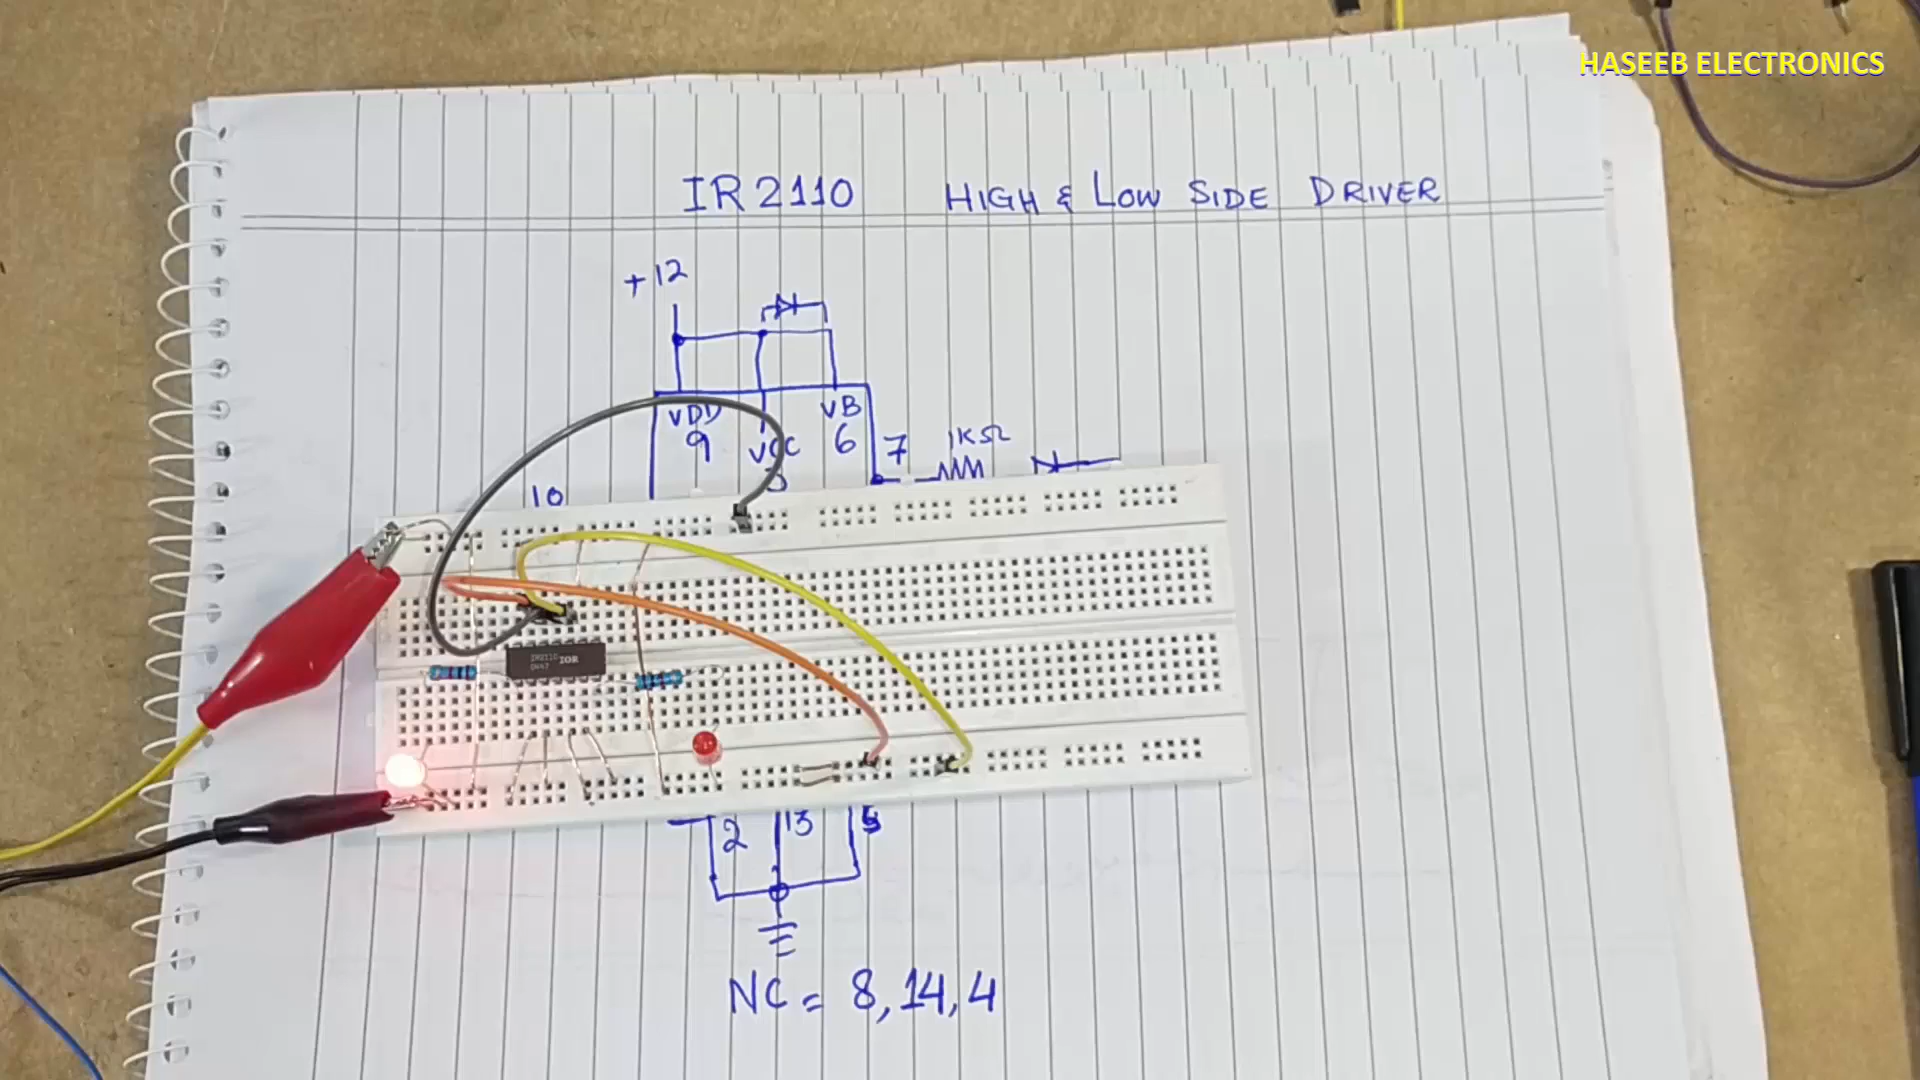 HASEEB ELECTRONICS
IR2110 HIGH & LOW SIDE DRIVER
+12
VDD VB
9 VCC 6 7 1KΩ
10
IR2110 IOR
2 13
NC = 8,14,4